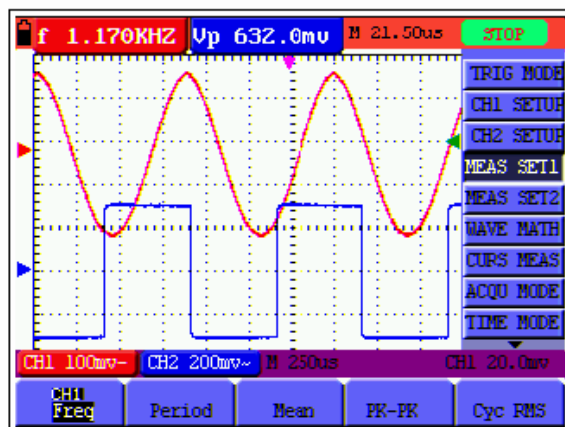 f 1.170KHZ Vp 632.0mv M 21.50us STOP
TRIG MODE
CH1 SETUP
CH2 SETUP
MEAS SET1
MEAS SET2
WAVE MATH
CURS MEAS
ACQU MODE
TIME MODE
CH1 100mv- CH2 200mv~ M 250us CH1 20.0mv
CH1
Freq Period Mean PK-PK Cyc RMS